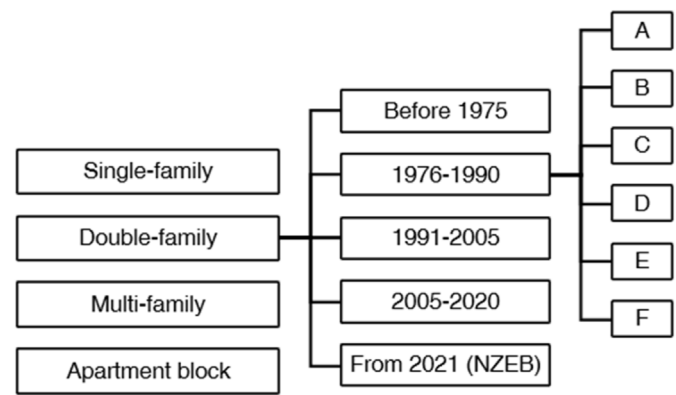 Single-family
Double-family
Multi-family
Apartment block
Before 1975
1976-1990
1991-2005
2005-2020
From 2021 (NZEB)
A
B
C
D
E
F